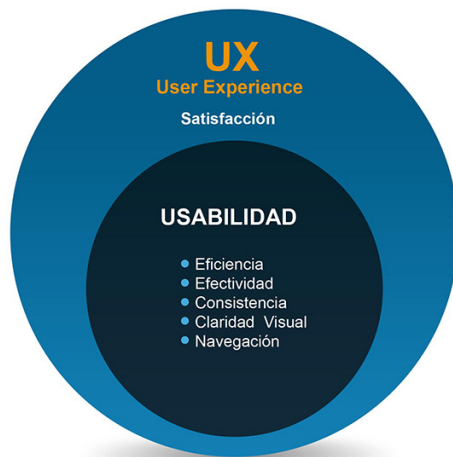 UX
User Experience
Satisfacción
USABILIDAD
Eficiencia
Efectividad
Consistencia
Claridad Visual
Navegación